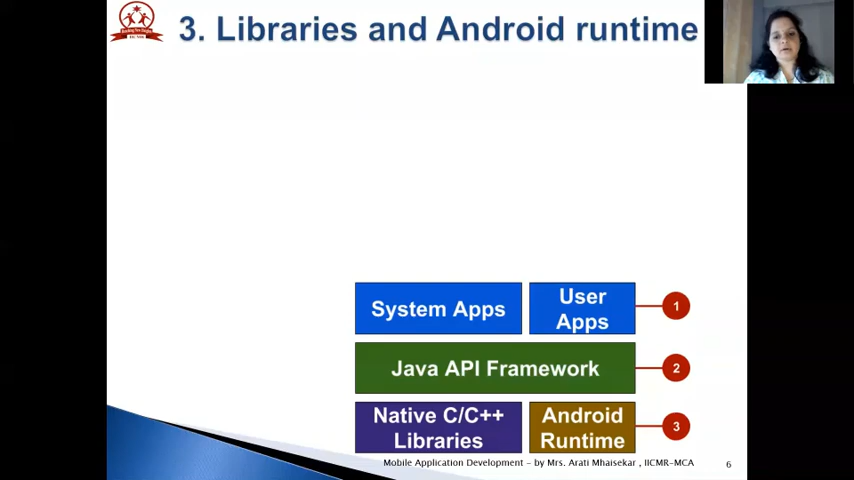 3. Libraries and Android runtime
System Apps
User
Apps
1
Java API Framework
2
Native C/C++
Libraries
Android
Runtime
3
Mobile Application Development - by Mrs. Arati Mhaisekar , IICMR-MCA
6